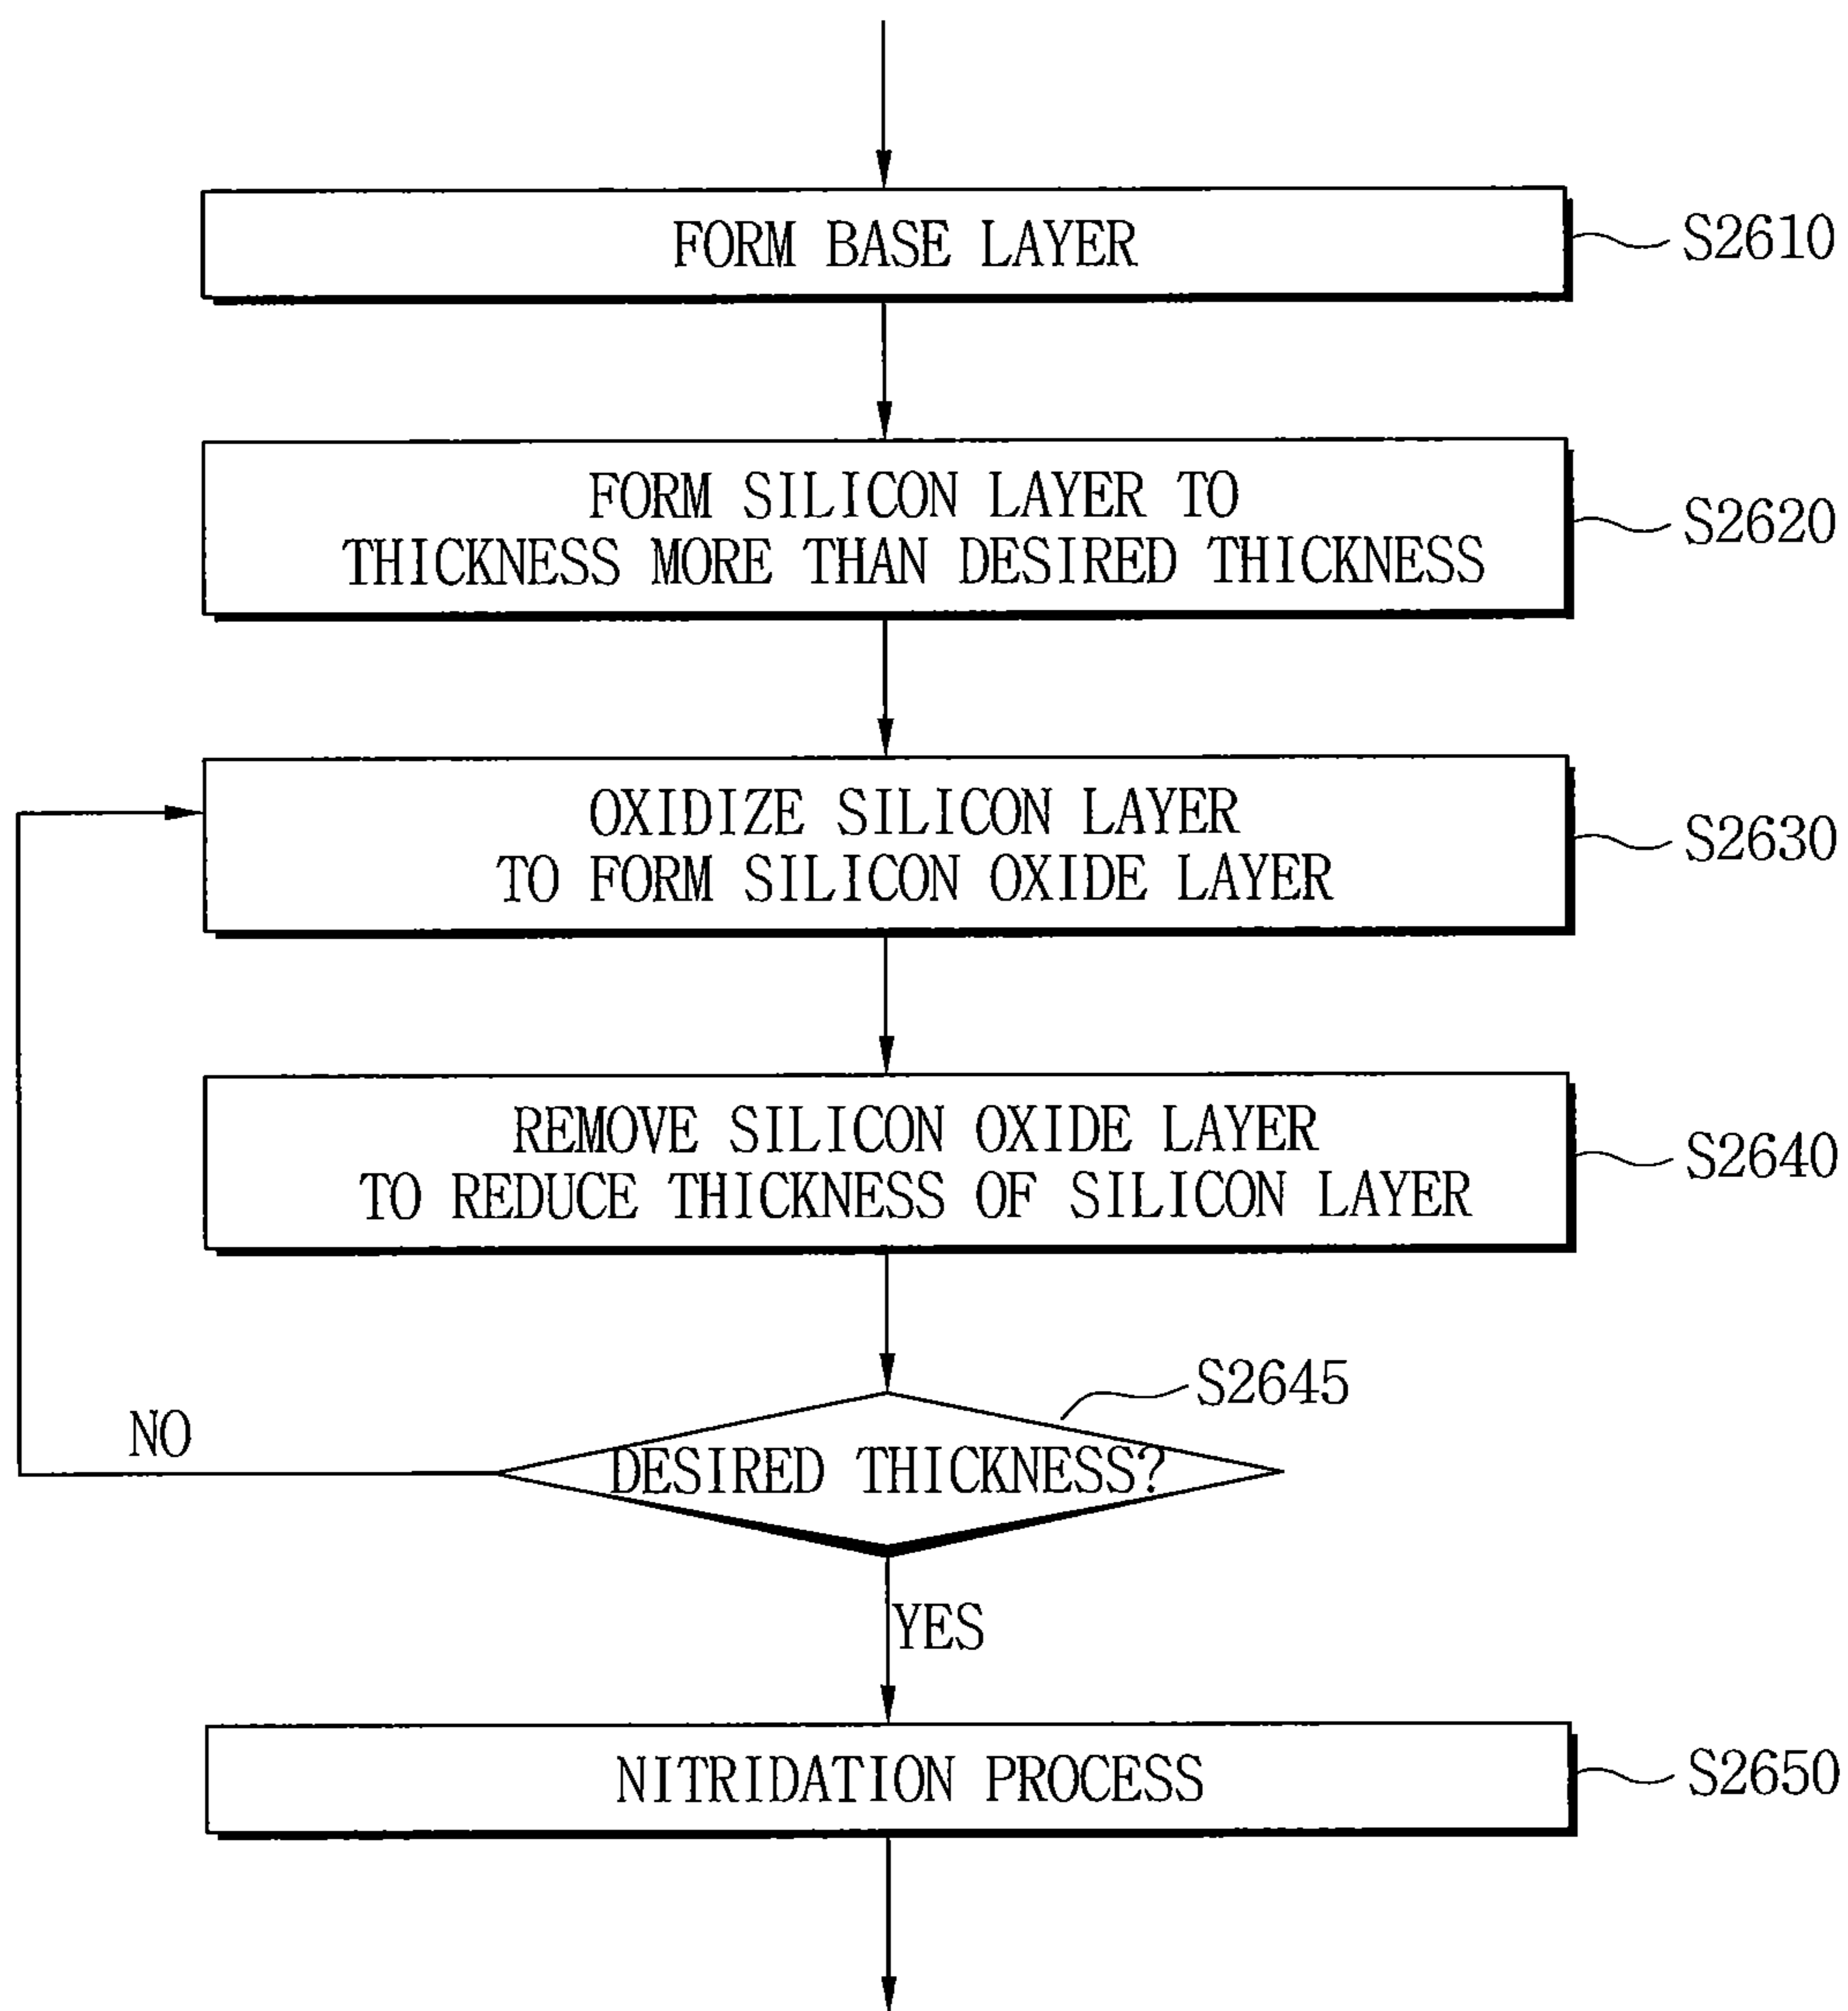 FORM BASE LAYER
S2610
FORM SILICON LAYER TO
THICKNESS MORE THAN DESIRED THICKNESS
S2620
OXIDIZE SILICON LAYER
TO FORM SILICON OXIDE LAYER
S2630
REMOVE SILICON OXIDE LAYER
TO REDUCE THICKNESS OF SILICON LAYER
S2640
S2645
NO
DESIRED THICKNESS?
YES
NITRIDATION PROCESS
S2650